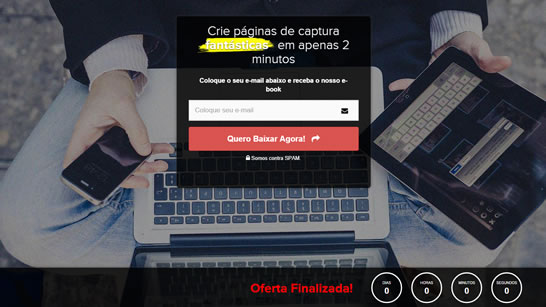 Crie páginas de captura
fantásticas em apenas 2
minutos
Coloque o seu e-mail abaixo e receba o nosso e-
book
Coloque seu e-mail
Quero Baixar Agora!
Somos contra SPAM
Oferta Finalizada!
DIAS
0
HORAS
0
MINUTOS
0
SEGUNDOS
0